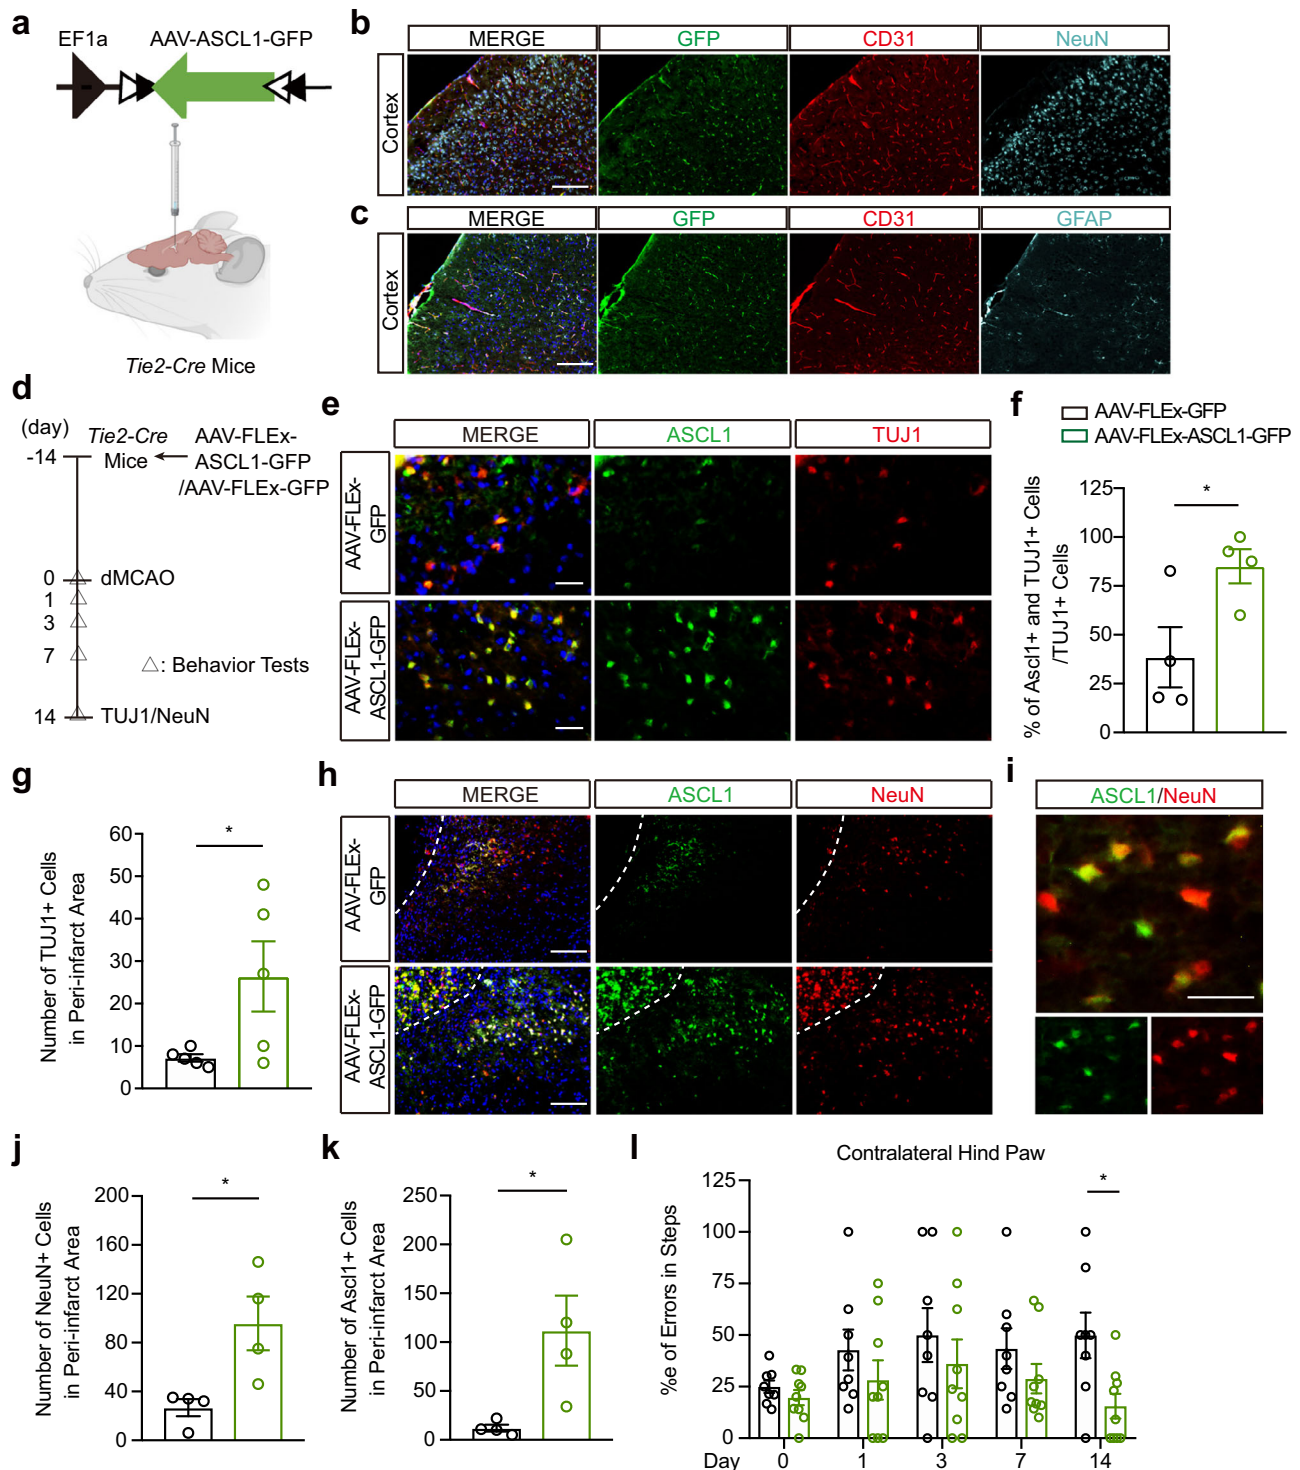 a
EF1a
AAV-ASCL1-GFP
Tie2-Cre Mice
b
MERGE
GFP
CD31
NeuN
Cortex
c
MERGE
GFP
CD31
GFAP
Cortex
d
(day)
-14
Tie2-Cre
Mice
AAV-FLEx-
ASCL1-GFP
/AAV-FLEx-GFP
0
dMCAO
1
3
7
: Behavior Tests
14
TUJ1/NeuN
e
MERGE
ASCL1
TUJ1
AAV-FLEx-
GFP
AAV-FLEx-
ASCL1-GFP
f
AAV-FLEx-GFP
AAV-FLEx-ASCL1-GFP
% of Ascl1+ and TUJ1+ Cells
/TUJ1+ Cells
125
100
75
50
25
0
*
g
Number of TUJ1+ Cells
in Peri-infarct Area
60
50
40
30
20
10
0
*
h
MERGE
ASCL1
NeuN
AAV-FLEx-
GFP
AAV-FLEx-
ASCL1-GFP
i
ASCL1/NeuN
j
Number of NeuN+ Cells
in Peri-infarct Area
200
160
120
80
40
0
*
k
Number of Ascl1+ Cells
in Peri-infarct Area
250
200
150
100
50
0
*
l
Contralateral Hind Paw
%e of Errors in Steps
125
100
75
50
25
0
*
Day 0 1 3 7 14